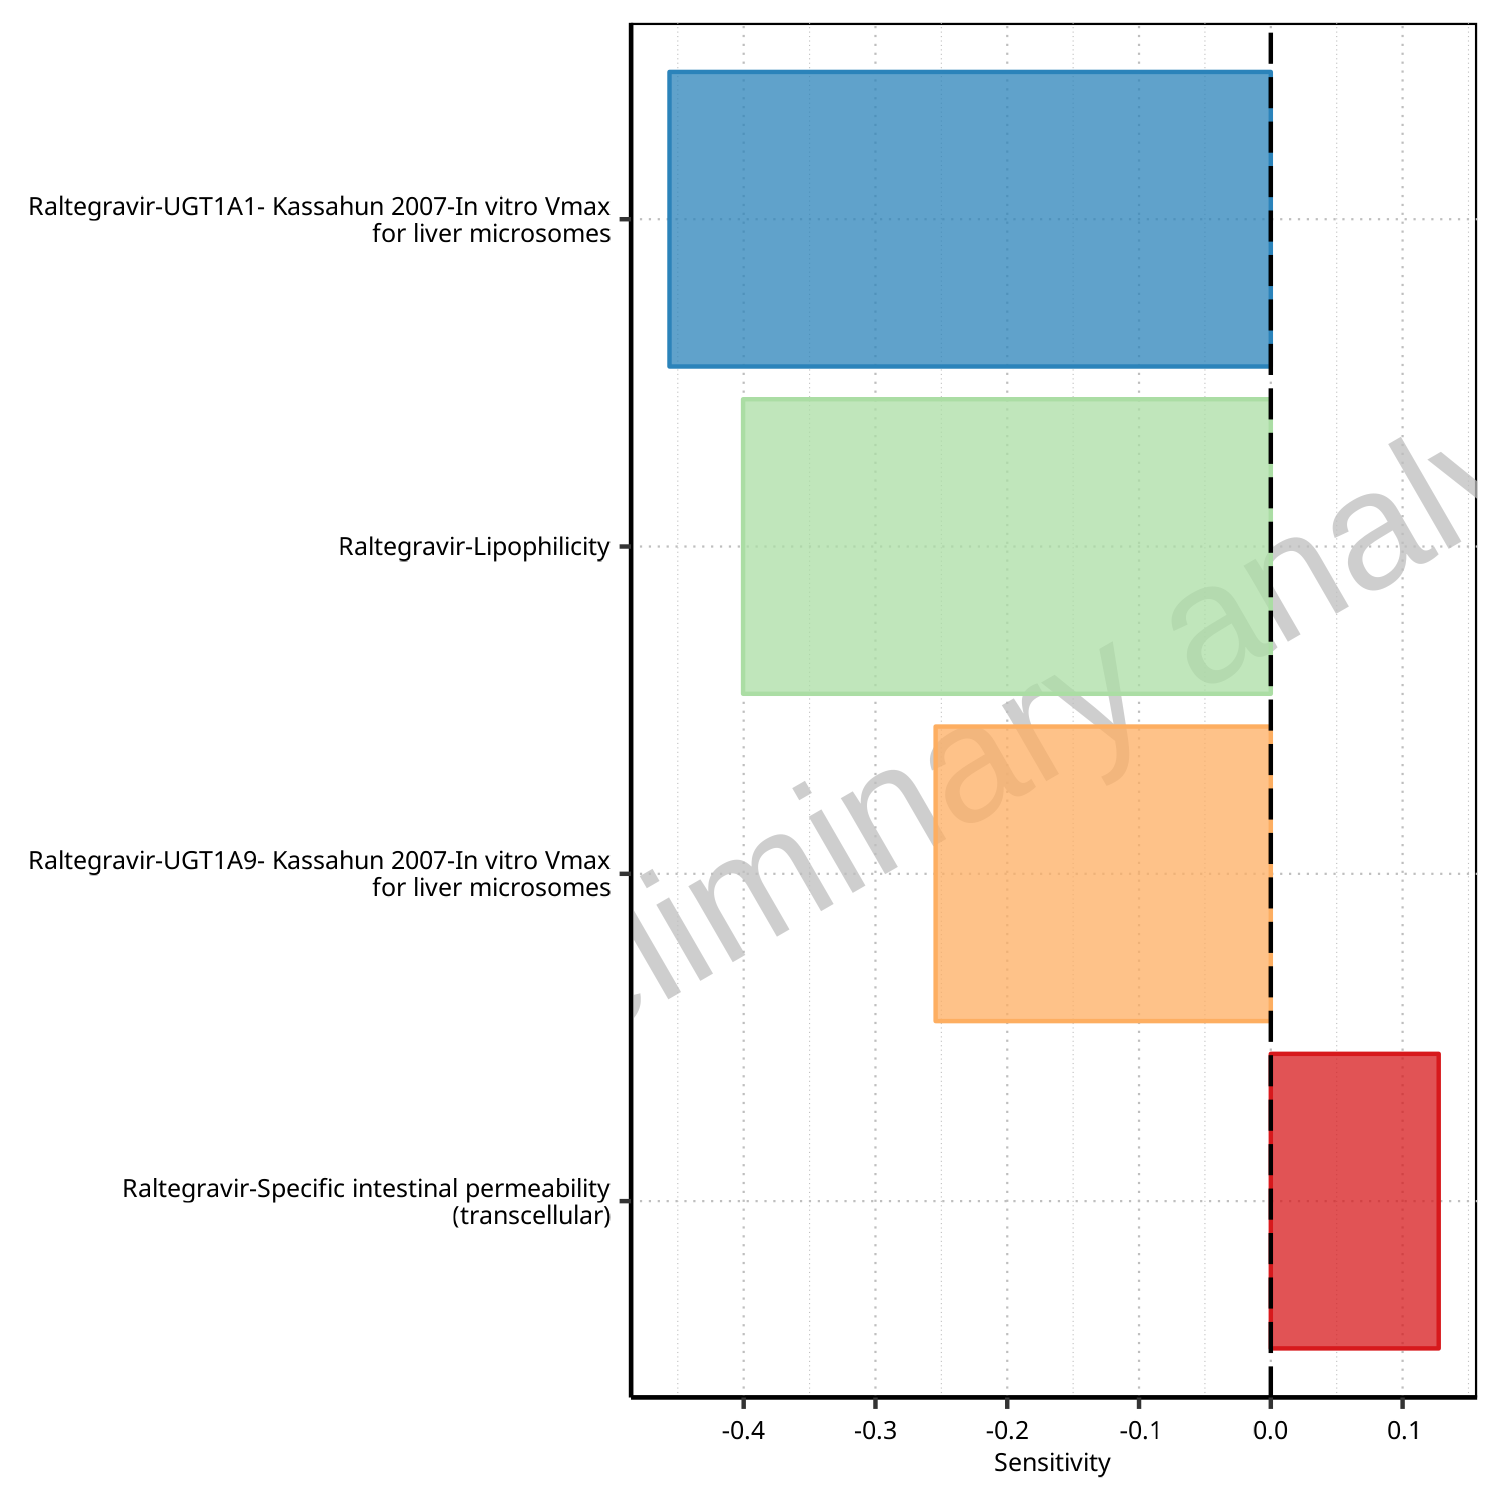 Raltegravir-UGT1A1- Kassahun 2007-In vitro Vmax
for liver microsomes
Raltegravir-Lipophilicity
Raltegravir-UGT1A9- Kassahun 2007-In vitro Vmax
for liver microsomes
Raltegravir-Specific intestinal permeability
(transcellular)
eliminary analy
-0.4 -0.3 -0.2 -0.1 0.0 0.1
Sensitivity